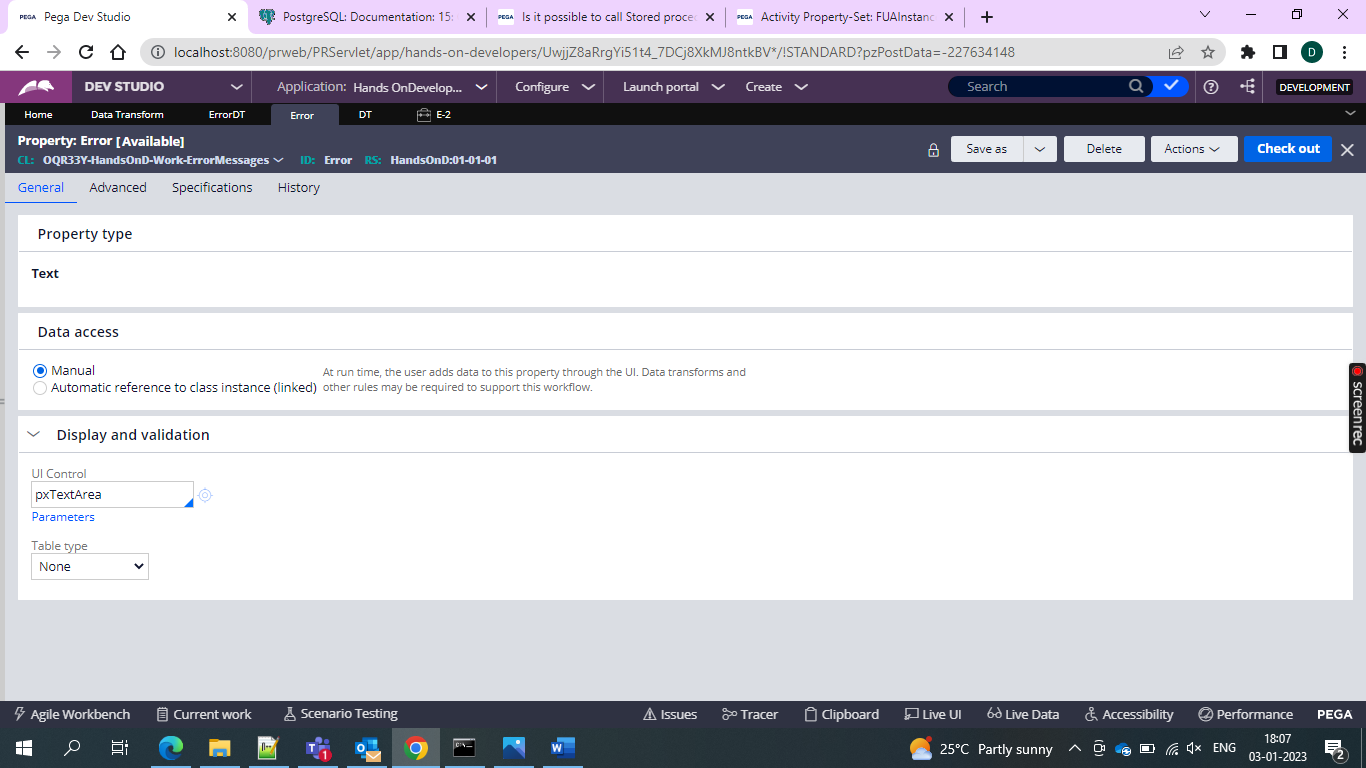 PEGA Pega Dev Studio
PostgreSQL: Documentation: 15:
PEGA Is it possible to call Stored proce
PEGA Activity Property-Set: FUAInstanc
localhost:8080/prweb/PRServlet/app/hands-on-developers/UwjjZ8aRrgYi51t4_7DCj8XkMJ8ntkBV*/!STANDARD?pzPostData=-227634148
D
DEV STUDIO
Application: Hands OnDevelop...
Configure
Launch portal
Create
Search
DEVELOPMENT
Home
Data Transform
ErrorDT
Error
DT
E-2
Property: Error [Available]
CL: OQR33Y-HandsOnD-Work-ErrorMessages ID: Error RS: HandsOnD:01-01-01
Save as
Delete
Actions
Check out
General
Advanced
Specifications
History
Property type
Text
Data access
Manual
Automatic reference to class instance (linked)
At run time, the user adds data to this property through the UI. Data transforms and
other rules may be required to support this workflow.
screenrec
Display and validation
UI Control
pxTextArea
Parameters
Table type
None
Agile Workbench
Current work
Scenario Testing
Issues
Tracer
Clipboard
Live UI
Live Data
Accessibility
Performance
PEGA
1
25°C Partly sunny
ENG
18:07
03-01-2023
2